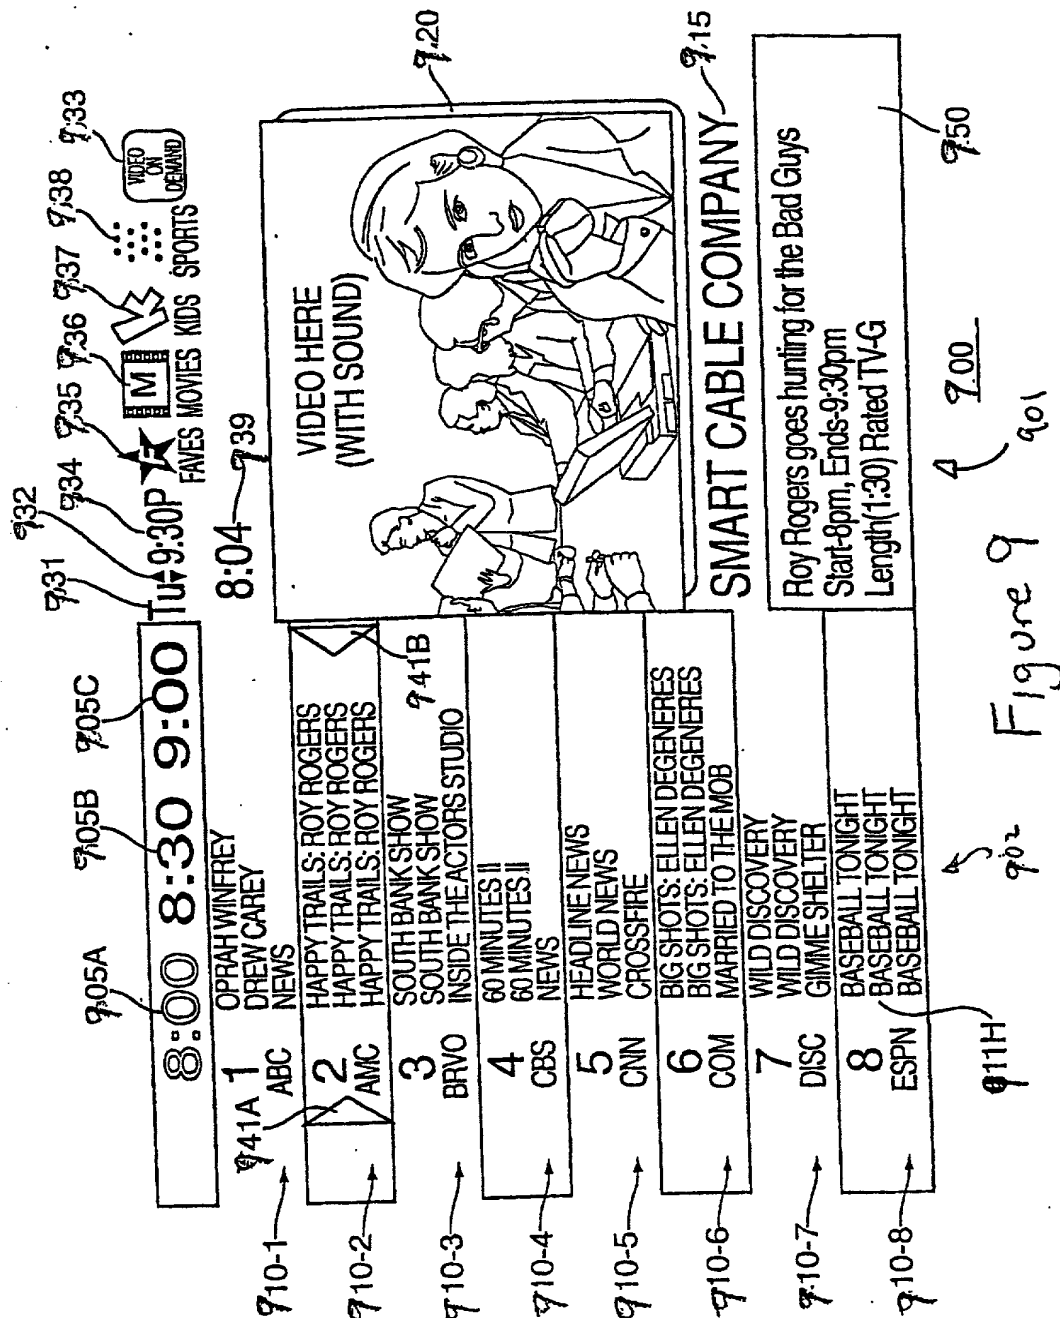 905A
905B
905C
931
932
934
935
936
937
938
933
8:00 8:30 9:00
Tu 9:30P
F
M
VIDEO
ON
DEMAND
FAVES MOVIES KIDS SPORTS
8:04
939
941A
910-1
1
ABC
OPRAH WINFREY
DREW CAREY
NEWS
910-2
2
AMC
HAPPY TRAILS: ROY ROGERS
HAPPY TRAILS: ROY ROGERS
HAPPY TRAILS: ROY ROGERS
941B
910-3
3
BRVO
SOUTH BANK SHOW
SOUTH BANK SHOW
INSIDE THE ACTORS STUDIO
910-4
4
CBS
60 MINUTES II
60 MINUTES II
NEWS
910-5
5
CNN
HEADLINE NEWS
WORLD NEWS
CROSSFIRE
910-6
6
COM
BIG SHOTS: ELLEN DEGENERES
BIG SHOTS: ELLEN DEGENERES
MARRIED TO THE MOB
910-7
7
DISC
WILD DISCOVERY
WILD DISCOVERY
GIMME SHELTER
910-8
8
ESPN
BASEBALL TONIGHT
BASEBALL TONIGHT
BASEBALL TONIGHT
911H
VIDEO HERE
(WITH SOUND)
920
SMART CABLE COMPANY
915
Roy Rogers goes hunting for the Bad Guys
Start-8pm, Ends-9:30pm
Length(1:30) Rated TV-G
950
902
901
900
Figure 9